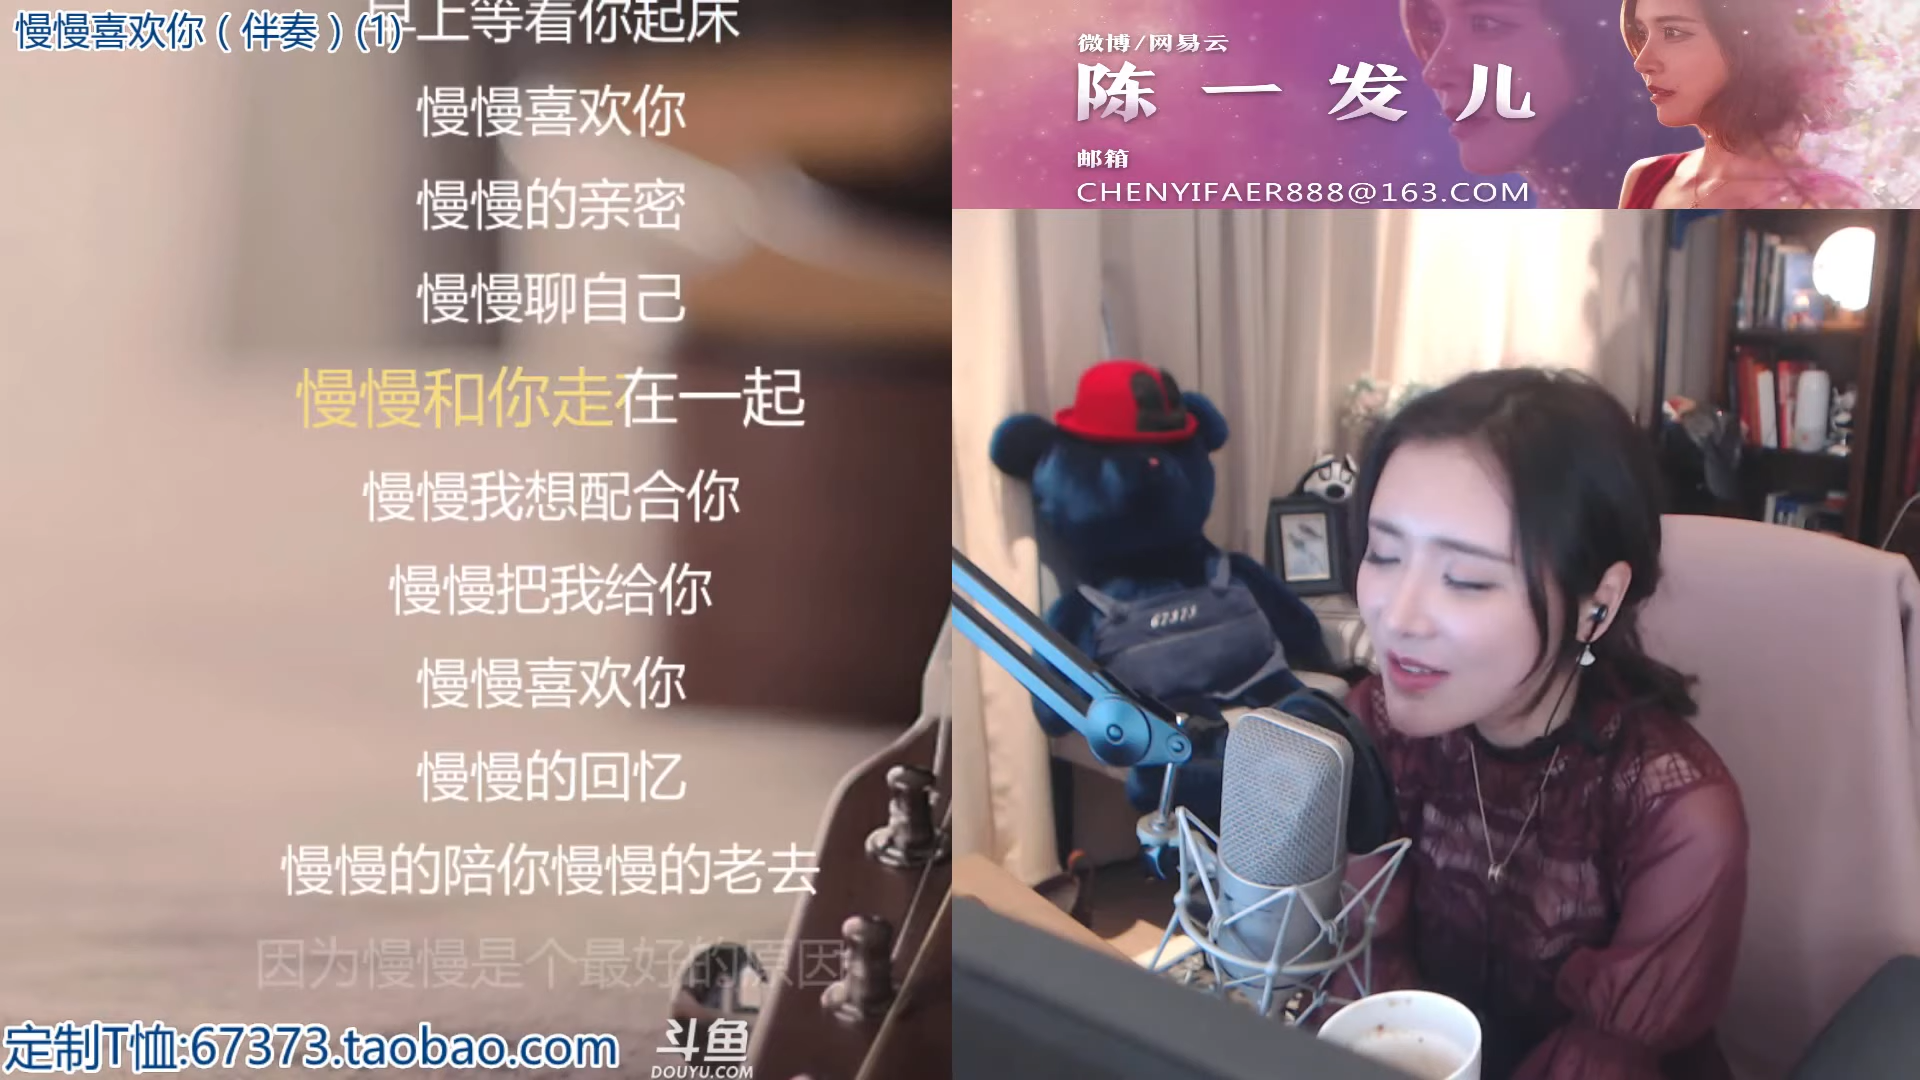 慢慢喜欢你（伴奏）(1)
早上等着你起床
慢慢喜欢你
慢慢的亲密
慢慢聊自己
慢慢和你走在一起
慢慢我想配合你
慢慢把我给你
慢慢喜欢你
慢慢的回忆
慢慢的陪你慢慢的老去
因为慢慢是个最好的原因
定制T恤:67373.taobao.com
斗鱼
DOUYU.COM
微博/网易云
陈一发儿
邮箱
CHENYIFAER888@163.COM
67373